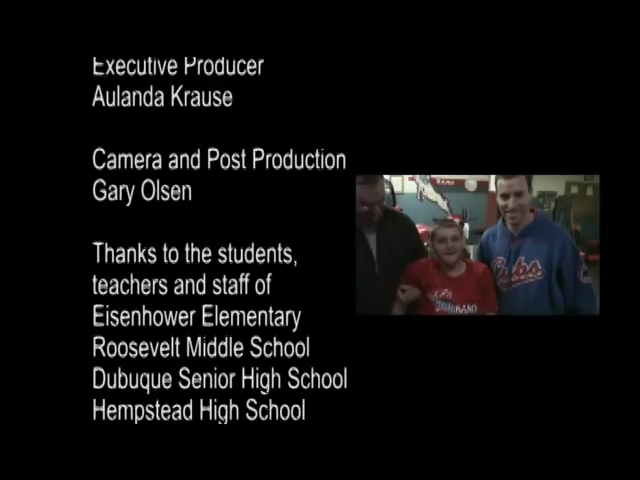 Executive Producer
Aulanda Krause
Camera and Post Production
Gary Olsen
Thanks to the students,
teachers and staff of
Eisenhower Elementary
Roosevelt Middle School
Dubuque Senior High School
Hempstead High School
Cubs